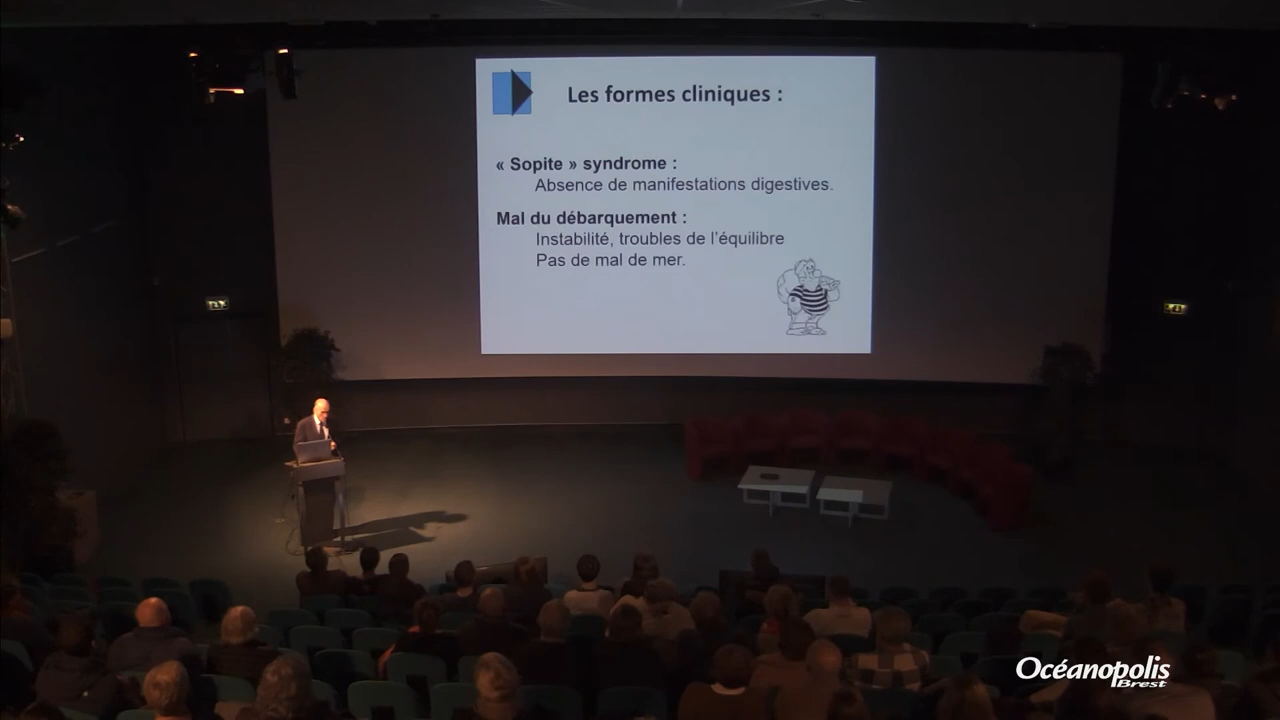 Les formes cliniques :
« Sopite » syndrome :
Absence de manifestations digestives.
Mal du débarquement :
Instabilité, troubles de l'équilibre
Pas de mal de mer.
Océanopolis
Brest